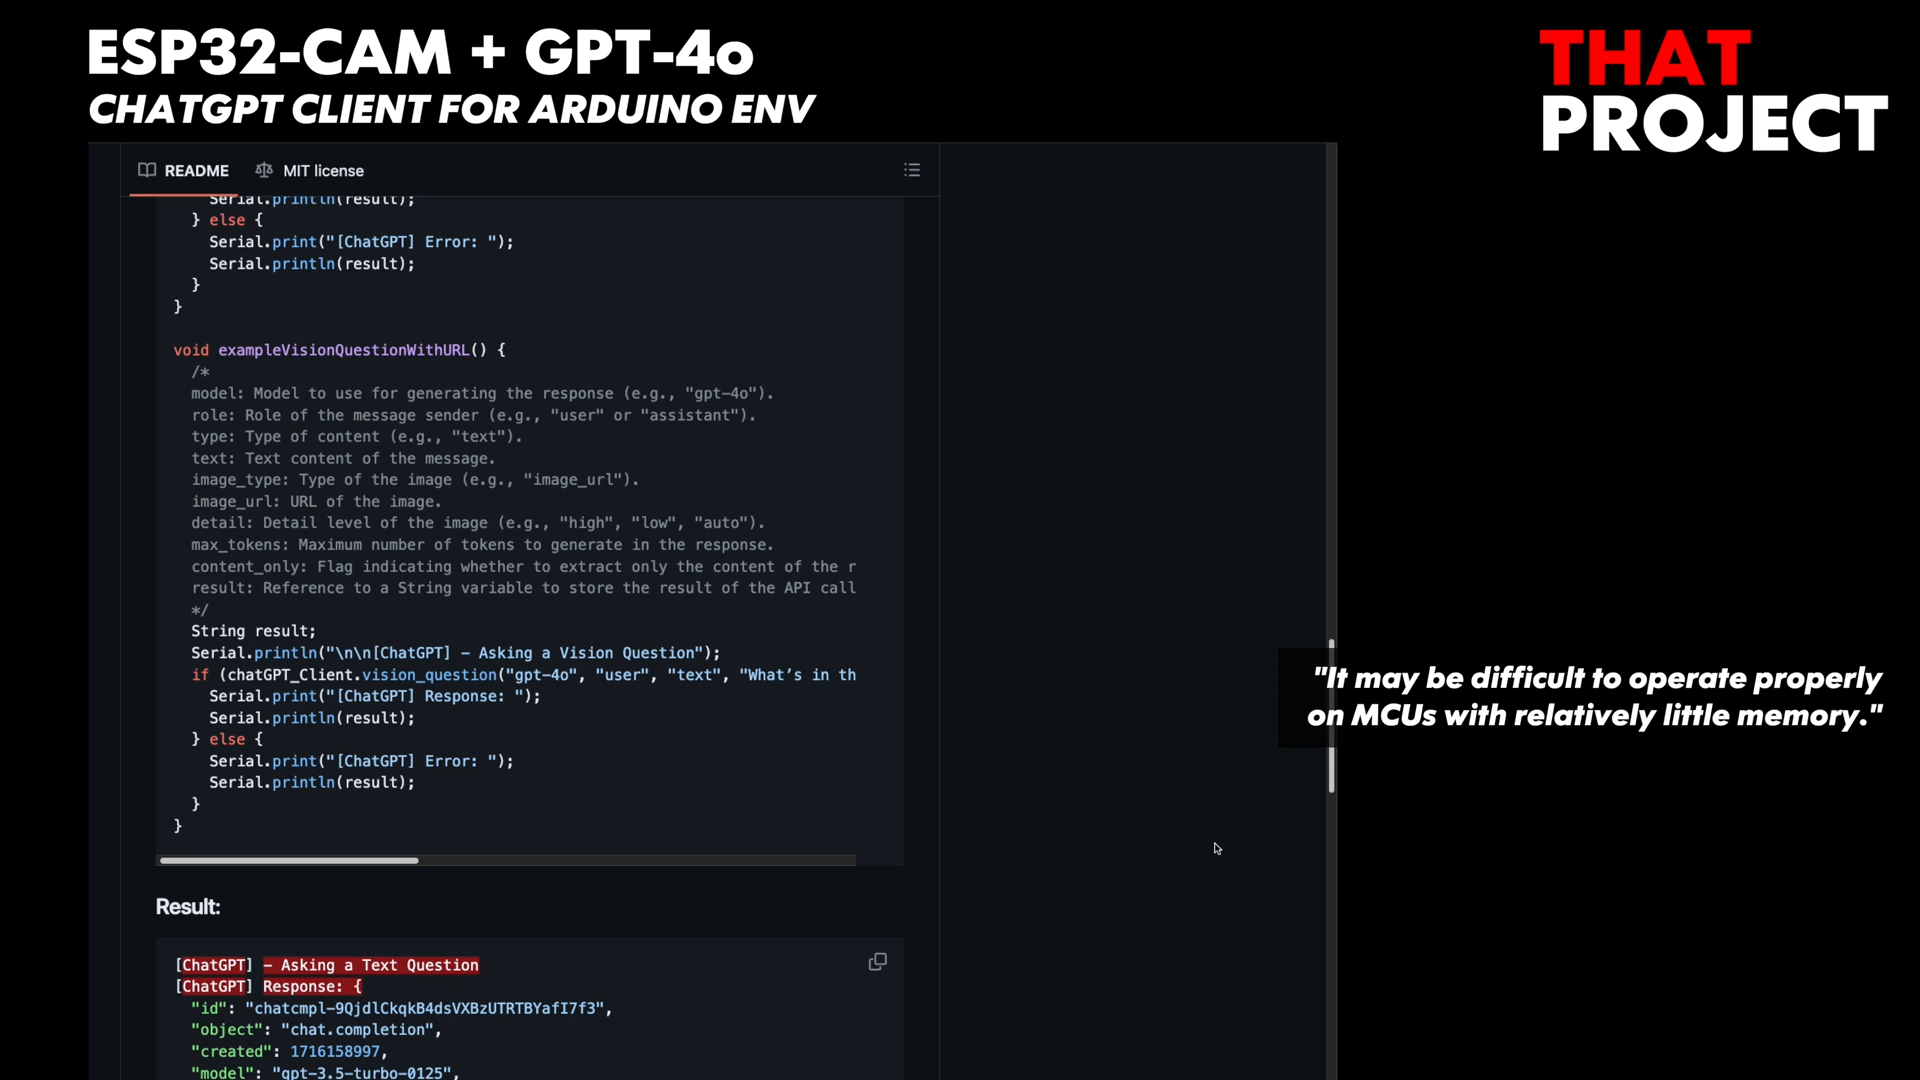 ESP32-CAM + GPT-4o
CHATGPT CLIENT FOR ARDUINO ENV
THAT
PROJECT
README
MIT license
Serial.println(result);
} else {
Serial.print("[ChatGPT] Error: ");
Serial.println(result);
}
}
void exampleVisionQuestionWithURL() {
/*
model: Model to use for generating the response (e.g., "gpt-4o").
role: Role of the message sender (e.g., "user" or "assistant").
type: Type of content (e.g., "text").
text: Text content of the message.
image_type: Type of the image (e.g., "image_url").
image_url: URL of the image.
detail: Detail level of the image (e.g., "high", "low", "auto").
max_tokens: Maximum number of tokens to generate in the response.
content_only: Flag indicating whether to extract only the content of the r
result: Reference to a String variable to store the result of the API call
*/
String result;
Serial.println("\n\n[ChatGPT] – Asking a Vision Question");
if (chatGPT_Client.vision_question("gpt-4o", "user", "text", "What’s in th
Serial.print("[ChatGPT] Response: ");
Serial.println(result);
} else {
Serial.print("[ChatGPT] Error: ");
Serial.println(result);
}
}
"It may be difficult to operate properly
on MCUs with relatively little memory."
Result:
[ChatGPT] – Asking a Text Question
[ChatGPT] Response: {
"id": "chatcmpl-9QjdlCkqkB4dsVXBzUTRTBYafI7f3",
"object": "chat.completion",
"created": 1716158997,
"model": "gpt-3.5-turbo-0125",